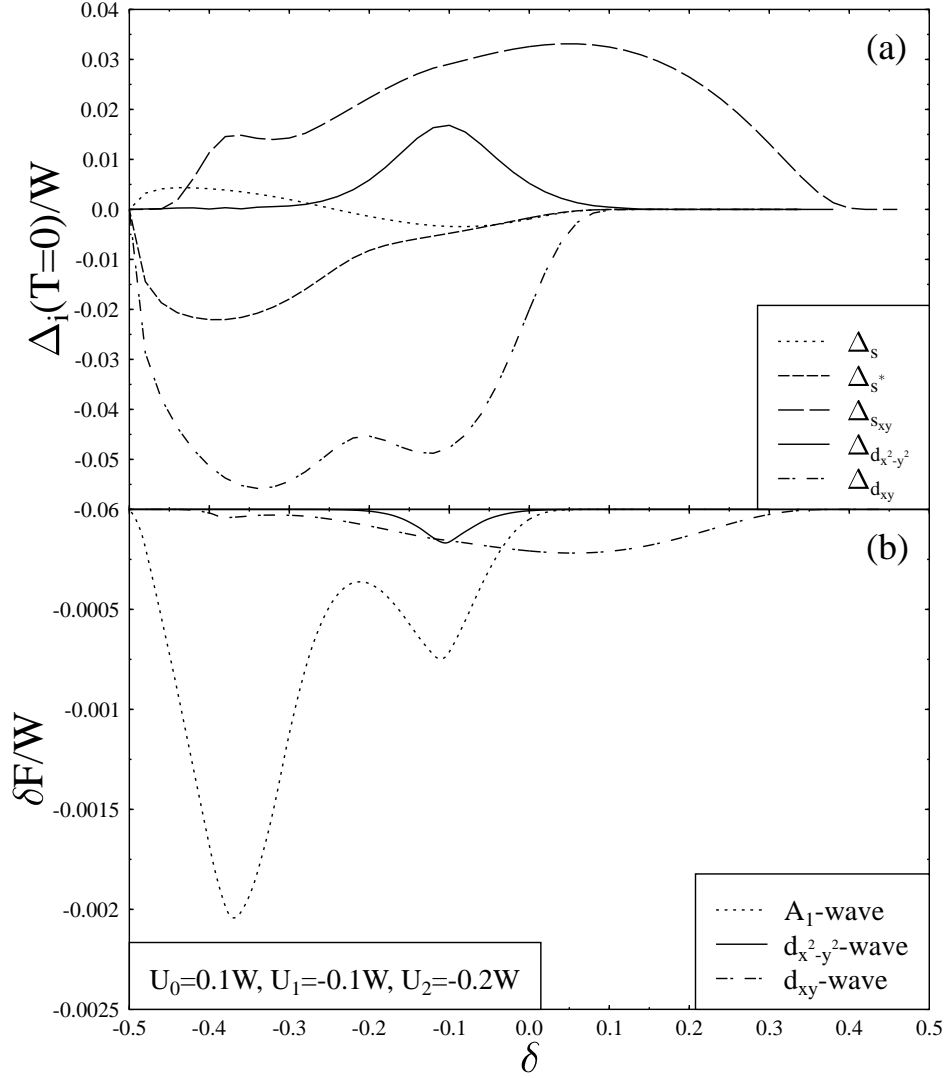 0.04
0.03
0.02
0.01
0.0
-0.01
-0.02
-0.03
-0.04
-0.05
-0.06
Δi(T=0)/W
(a)
Δs
Δs*
Δsxy
Δdx²-y²
Δdxy
(b)
-0.0005
-0.001
-0.0015
-0.002
-0.0025
δF/W
A1-wave
dx²-y²-wave
dxy-wave
U0=0.1W, U1=-0.1W, U2=-0.2W
-0.5 -0.4 -0.3 -0.2 -0.1 0.0 0.1 0.2 0.3 0.4 0.5
δ